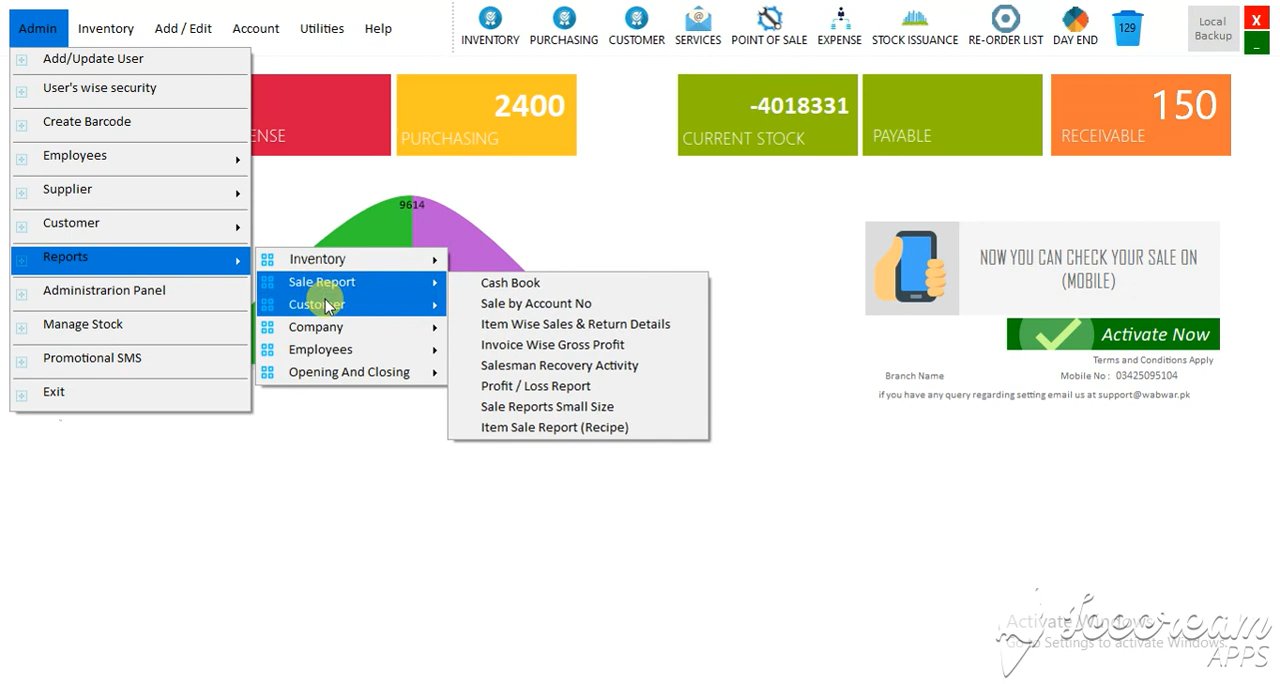 Admin Inventory Add / Edit Account Utilities Help
INVENTORY PURCHASING CUSTOMER SERVICES POINT OF SALE EXPENSE STOCK ISSUANCE RE-ORDER LIST DAY END
129
Local
Backup
X
Add/Update User
User's wise security
Create Barcode
Employees
Supplier
Customer
Reports
Administrarion Panel
Manage Stock
Promotional SMS
Exit
ENSE
2400
PURCHASING
-4018331
CURRENT STOCK
PAYABLE
150
RECEIVABLE
9614
Inventory
Sale Report
Customer
Company
Employees
Opening And Closing
Cash Book
Sale by Account No
Item Wise Sales & Return Details
Invoice Wise Gross Profit
Salesman Recovery Activity
Profit / Loss Report
Sale Reports Small Size
Item Sale Report (Recipe)
NOW YOU CAN CHECK YOUR SALE ON
(MOBILE)
Activate Now
Terms and Conditions Apply
Branch Name Mobile No : 03425095104
if you have any query regarding setting email us at support@wabwar.pk
Activate Windows
Go to Settings to activate Windows.
Icecream
APPS